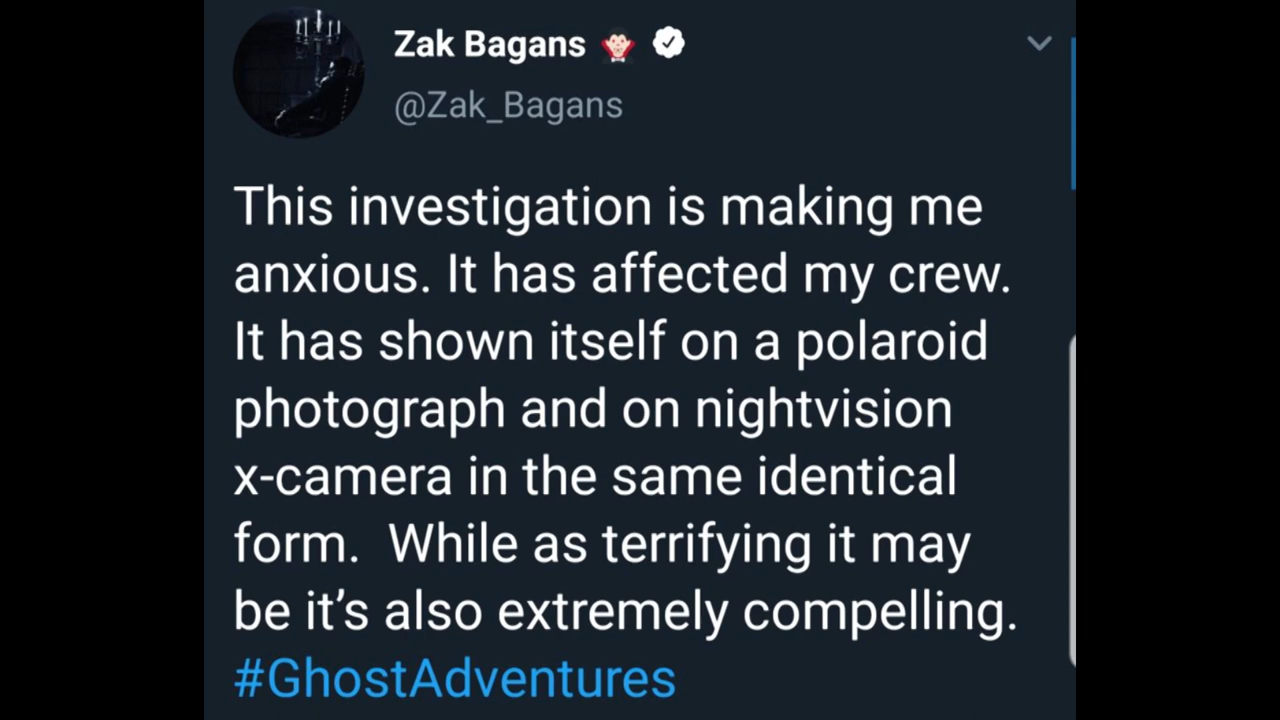 Zak Bagans 🧛🏻‍♂️
@Zak_Bagans
This investigation is making me
anxious. It has affected my crew.
It has shown itself on a polaroid
photograph and on nightvision
x-camera in the same identical
form.  While as terrifying it may
be it’s also extremely compelling.
#GhostAdventures